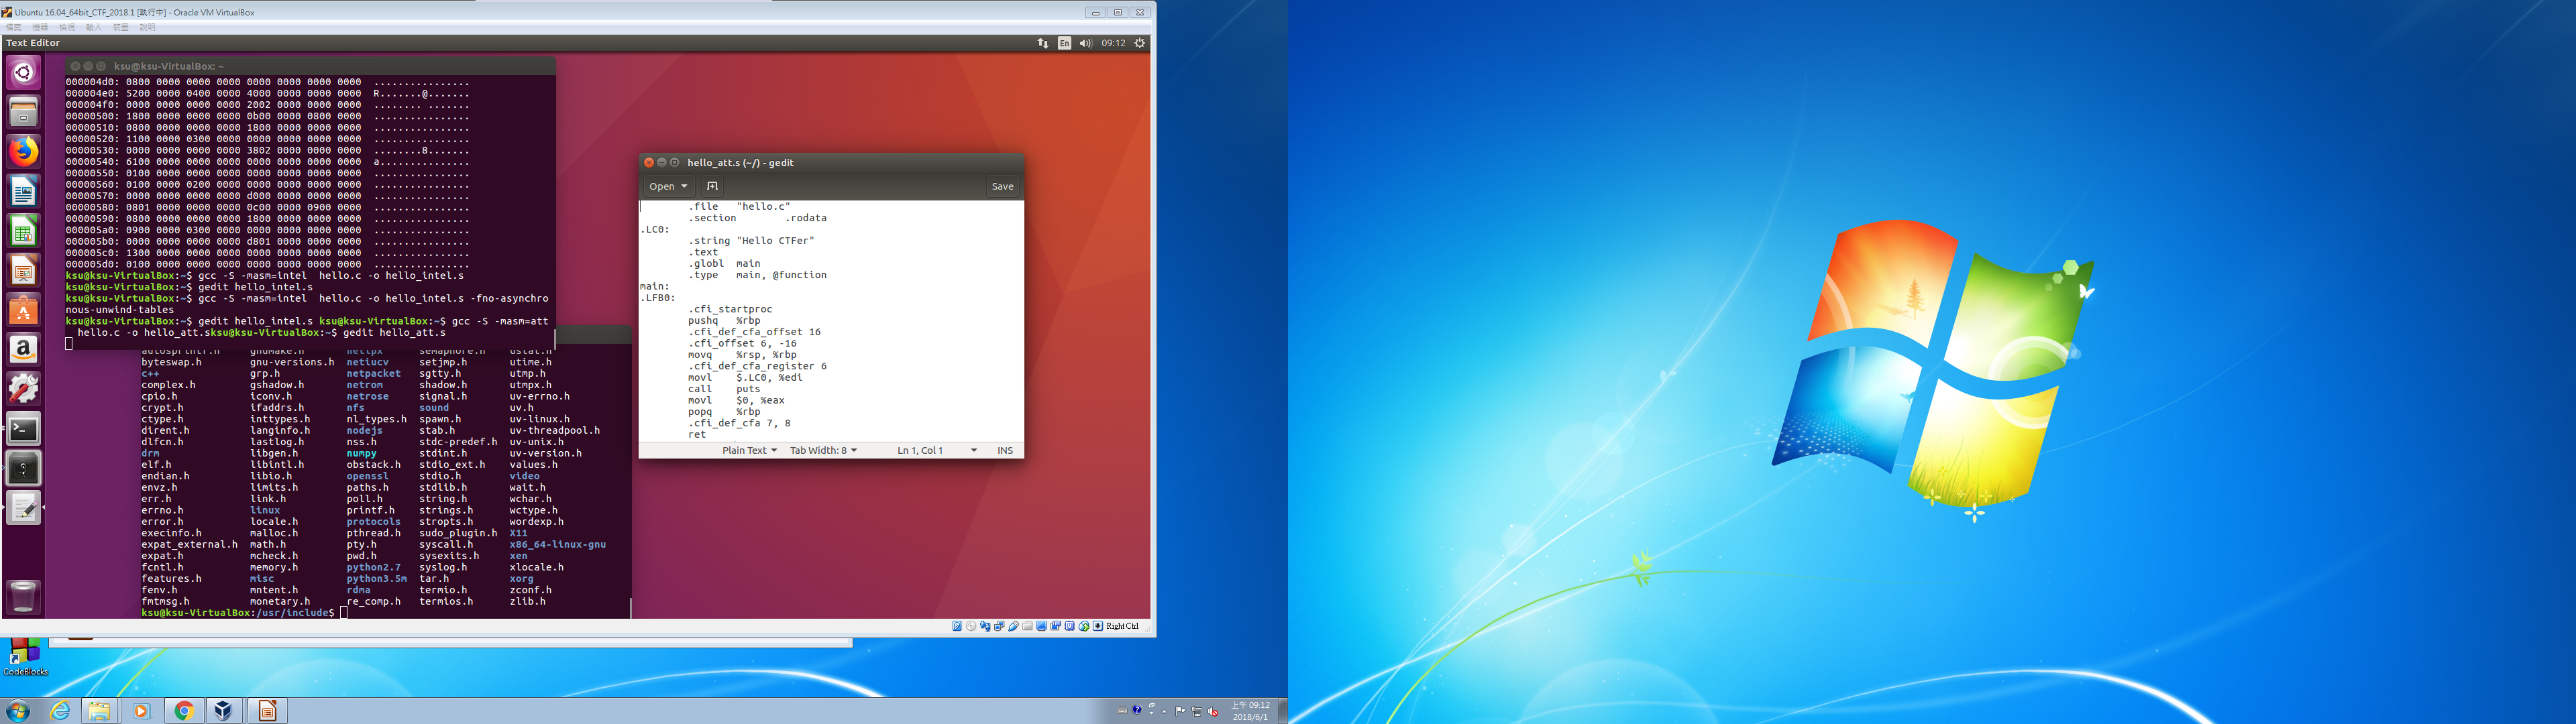 Ubuntu 16.04_64bit_CTF_2018.1 [執行中] - Oracle VM VirtualBox
檔案 機器 檢視 輸入 裝置 說明
Text Editor
En
09:12
ksu@ksu-VirtualBox: ~
000004d0: 0800 0000 0000 0000 0000 0000 0000 0000 ................
000004e0: 5200 0000 0400 0000 4000 0000 0000 0000 R.......@.......
000004f0: 0000 0000 0000 0000 2002 0000 0000 0000 ........ .......
00000500: 1800 0000 0000 0000 0b00 0000 0800 0000 ................
00000510: 0800 0000 0000 0000 1800 0000 0000 0000 ................
00000520: 1100 0000 0300 0000 0000 0000 0000 0000 ................
00000530: 0000 0000 0000 0000 3802 0000 0000 0000 ........8.......
00000540: 6100 0000 0000 0000 0000 0000 0000 0000 a...............
00000550: 0100 0000 0000 0000 0000 0000 0000 0000 ................
00000560: 0100 0000 0200 0000 0000 0000 0000 0000 ................
00000570: 0000 0000 0000 0000 d000 0000 0000 0000 ................
00000580: 0801 0000 0000 0000 0c00 0000 0900 0000 ................
00000590: 0800 0000 0000 0000 1800 0000 0000 0000 ................
000005a0: 0900 0000 0300 0000 0000 0000 0000 0000 ................
000005b0: 0000 0000 0000 0000 d801 0000 0000 0000 ................
000005c0: 1300 0000 0000 0000 0000 0000 0000 0000 ................
000005d0: 0100 0000 0000 0000 0000 0000 0000 0000 ................
ksu@ksu-VirtualBox:~$ gcc -S -masm=intel hello.c -o hello_intel.s
ksu@ksu-VirtualBox:~$ gedit hello_intel.s
ksu@ksu-VirtualBox:~$ gcc -S -masm=intel hello.c -o hello_intel.s -fno-asynchro
nous-unwind-tables
ksu@ksu-VirtualBox:~$ gedit hello_intel.s ksu@ksu-VirtualBox:~$ gcc -S -masm=att
hello.c -o hello_att.sksu@ksu-VirtualBox:~$ gedit hello_att.s
autosprintf.h gnumake.h netipx semaphore.h ustat.h
byteswap.h gnu-versions.h netiucv setjmp.h utime.h
c++ grp.h netpacket sgtty.h utmp.h
complex.h gshadow.h netrom shadow.h utmpx.h
cpio.h iconv.h netrose signal.h uv-errno.h
crypt.h ifaddrs.h nfs sound uv.h
ctype.h inttypes.h nl_types.h spawn.h uv-linux.h
dirent.h langinfo.h nodejs stab.h uv-threadpool.h
dlfcn.h lastlog.h nss.h stdc-predef.h uv-unix.h
drm libgen.h numpy stdint.h uv-version.h
elf.h libintl.h obstack.h stdio_ext.h values.h
endian.h libio.h openssl stdio.h video
envz.h limits.h paths.h stdlib.h wait.h
err.h link.h poll.h string.h wchar.h
errno.h linux printf.h strings.h wctype.h
error.h locale.h protocols stropts.h wordexp.h
execinfo.h malloc.h pthread.h sudo_plugin.h X11
expat_external.h math.h pty.h syscall.h x86_64-linux-gnu
expat.h mcheck.h pwd.h sysexits.h xen
fcntl.h memory.h python2.7 syslog.h xlocale.h
features.h misc python3.5m tar.h xorg
fenv.h mntent.h rdma termio.h zconf.h
fmtmsg.h monetary.h re_comp.h termios.h zlib.h
ksu@ksu-VirtualBox:/usr/include$
hello_att.s (~/) - gedit
Open Save
.file "hello.c"
.section .rodata
.LC0:
.string "Hello CTFer"
.text
.globl main
.type main, @function
main:
.LFB0:
.cfi_startproc
pushq %rbp
.cfi_def_cfa_offset 16
.cfi_offset 6, -16
movq %rsp, %rbp
.cfi_def_cfa_register 6
movl $.LC0, %edi
call puts
movl $0, %eax
popq %rbp
.cfi_def_cfa 7, 8
ret
Plain Text Tab Width: 8 Ln 1, Col 1 INS
Right Ctrl
CodeBlocks
上午 09:12
2018/6/1